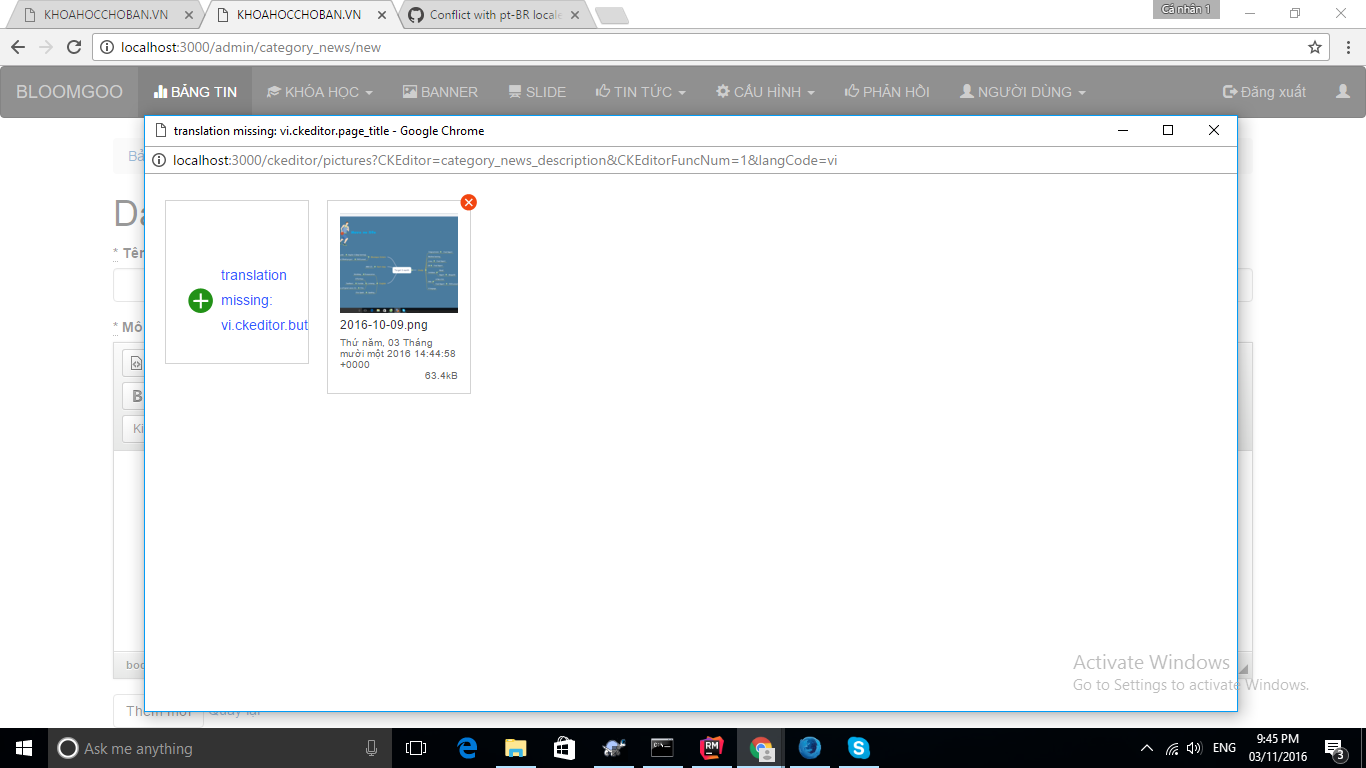 KHOAHOCCHOBAN.VN
KHOAHOCCHOBAN.VN
Conflict with pt-BR locale
Cá nhân 1
localhost:3000/admin/category_news/new
BLOOMGOO
BẢNG TIN
KHÓA HỌC
BANNER
SLIDE
TIN TỨC
CẤU HÌNH
PHẢN HỒI
NGƯỜI DÙNG
Đăng xuất
translation missing: vi.ckeditor.page_title - Google Chrome
localhost:3000/ckeditor/pictures?CKEditor=category_news_description&CKEditorFuncNum=1&langCode=vi
* Tên
* Mô
B
translation
missing:
vi.ckeditor.but
2016-10-09.png
Thứ năm, 03 Tháng
mười một 2016 14:44:58
+0000
63.4kB
Activate Windows
Go to Settings to activate Windows.
Thêm mới
Quay lại
Ask me anything
RM
ENG
9:45 PM
03/11/2016
3